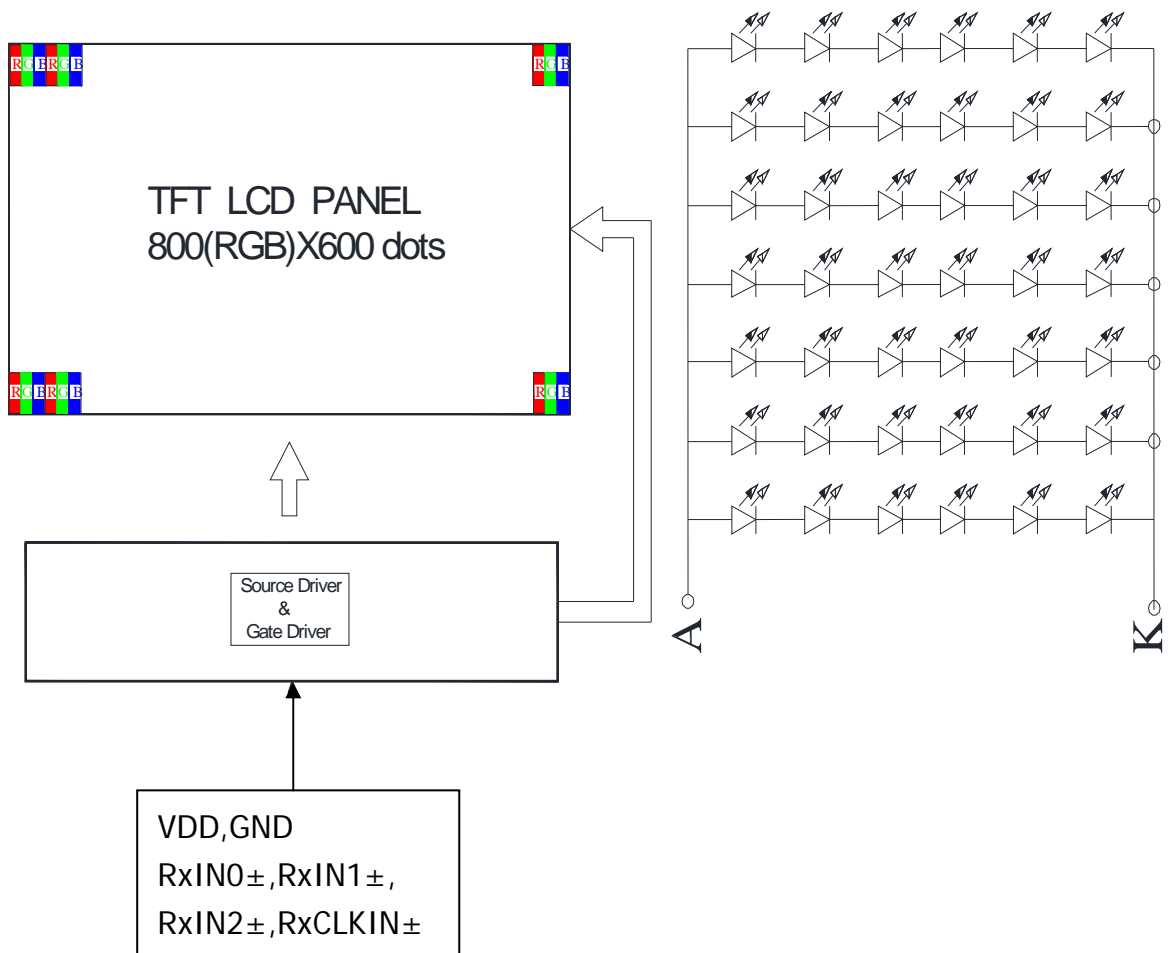 RGBRGB RGB
TFT LCD PANEL
800(RGB)X600 dots
RGBRGB RGB
Source Driver
&
Gate Driver
VDD,GND
RxIN0±,RxIN1±,
RxIN2±,RxCLKIN±
A
K